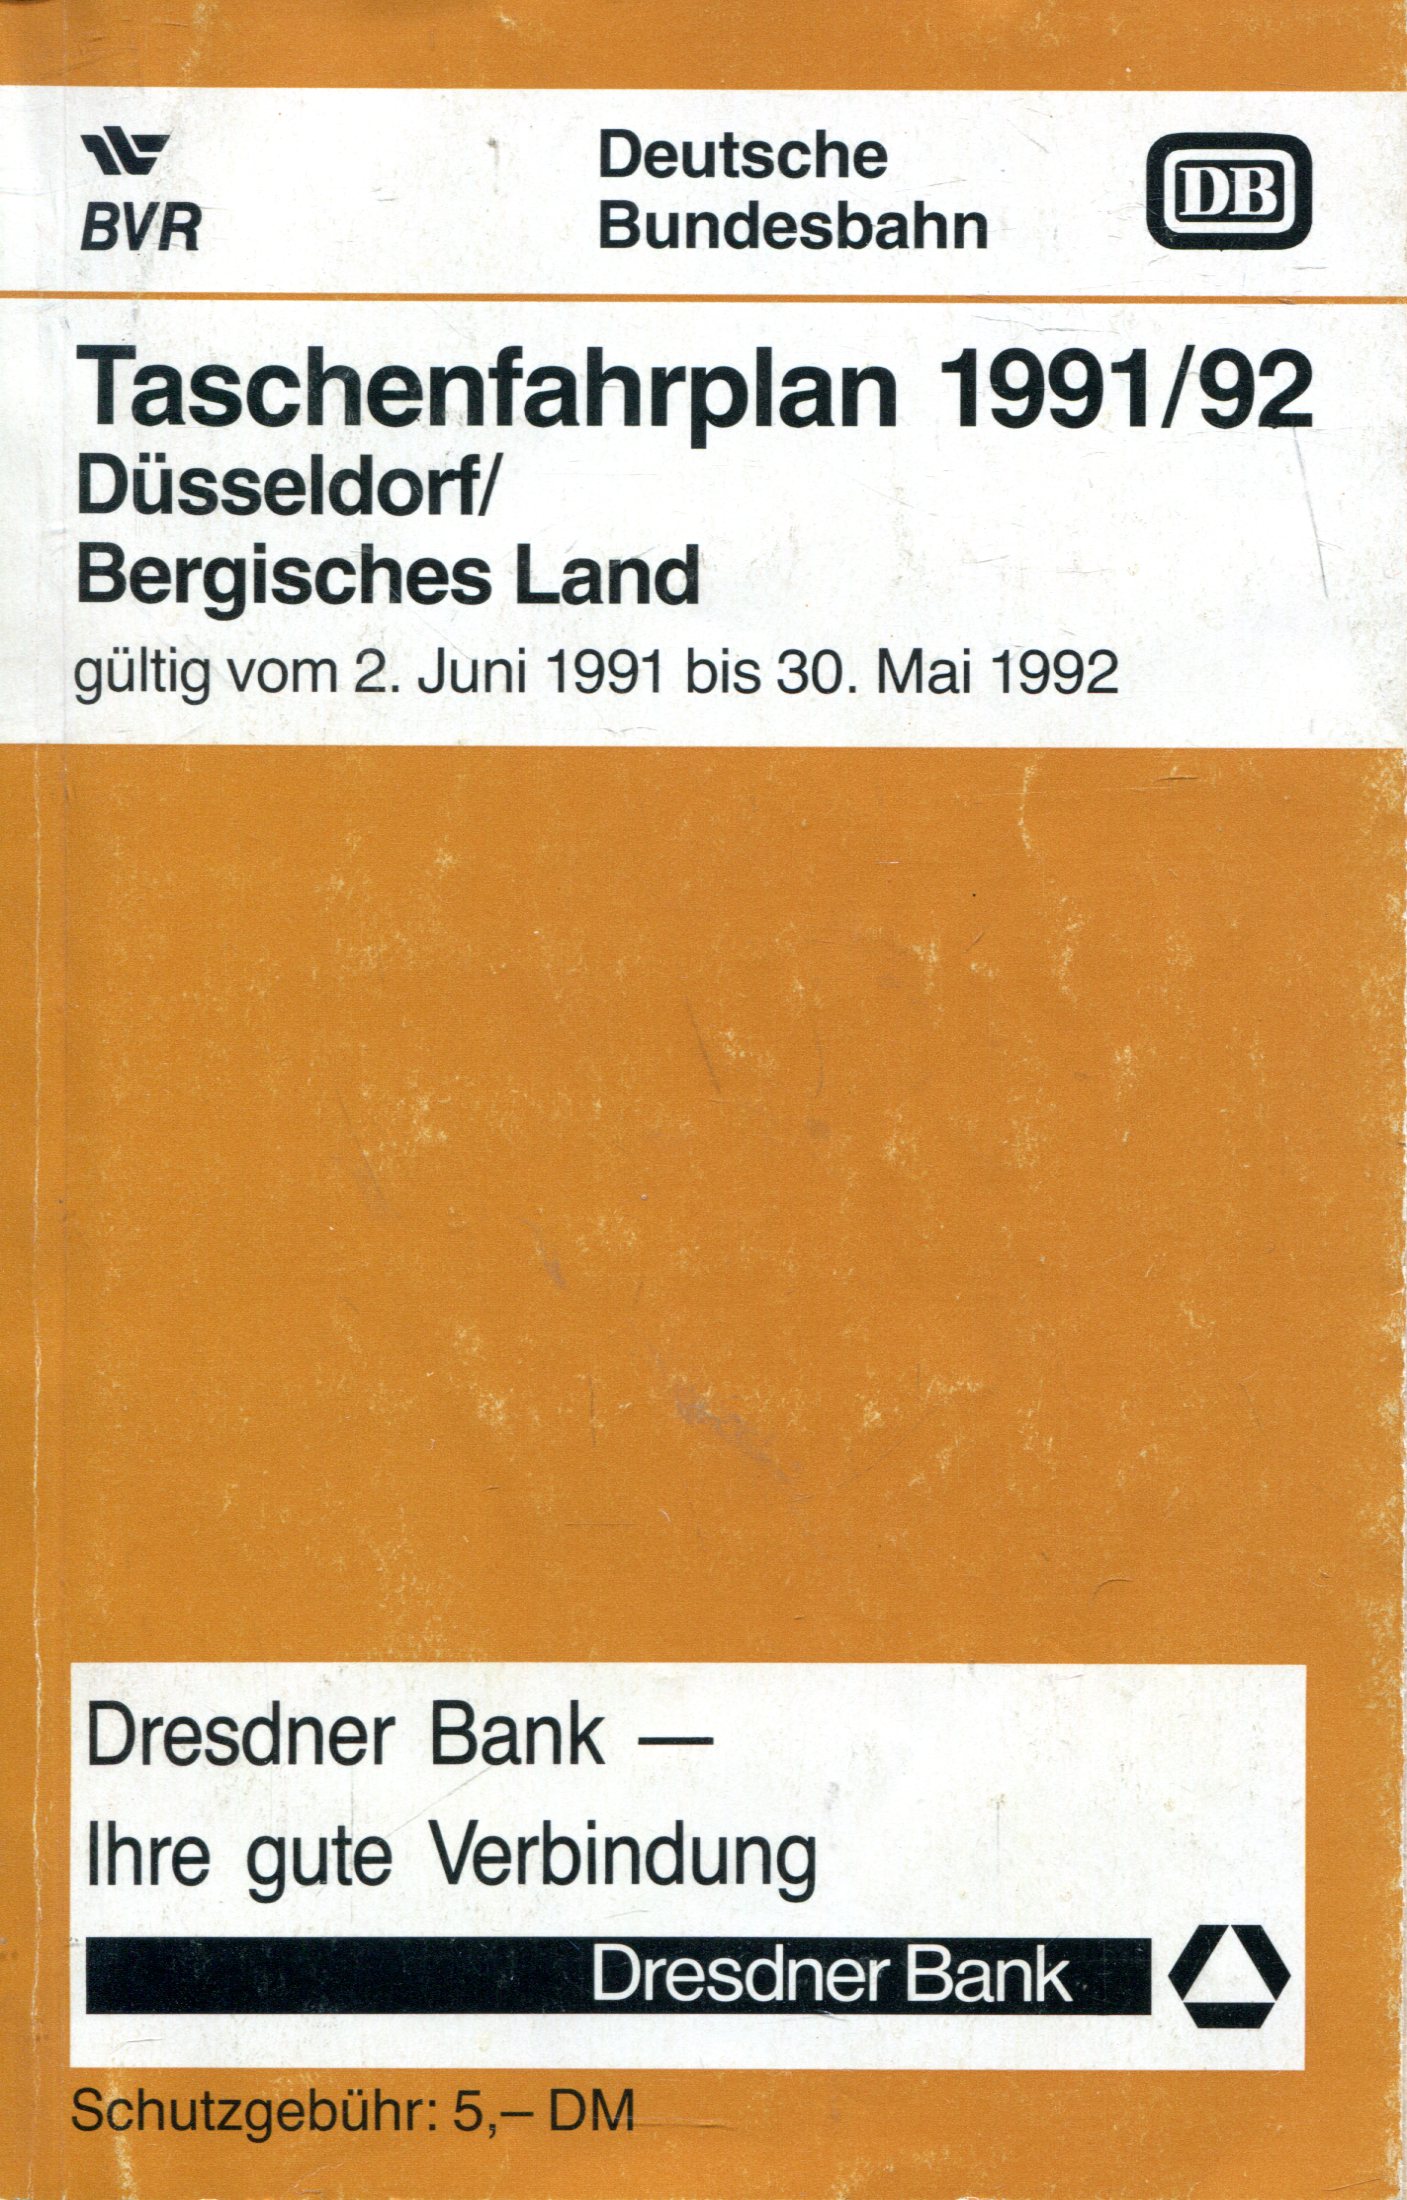 BVR
Deutsche
Bundesbahn
DB
Taschenfahrplan 1991/92
Düsseldorf/
Bergisches Land
gültig vom 2. Juni 1991 bis 30. Mai 1992
Dresdner Bank —
Ihre gute Verbindung
Dresdner Bank
Schutzgebühr: 5,– DM